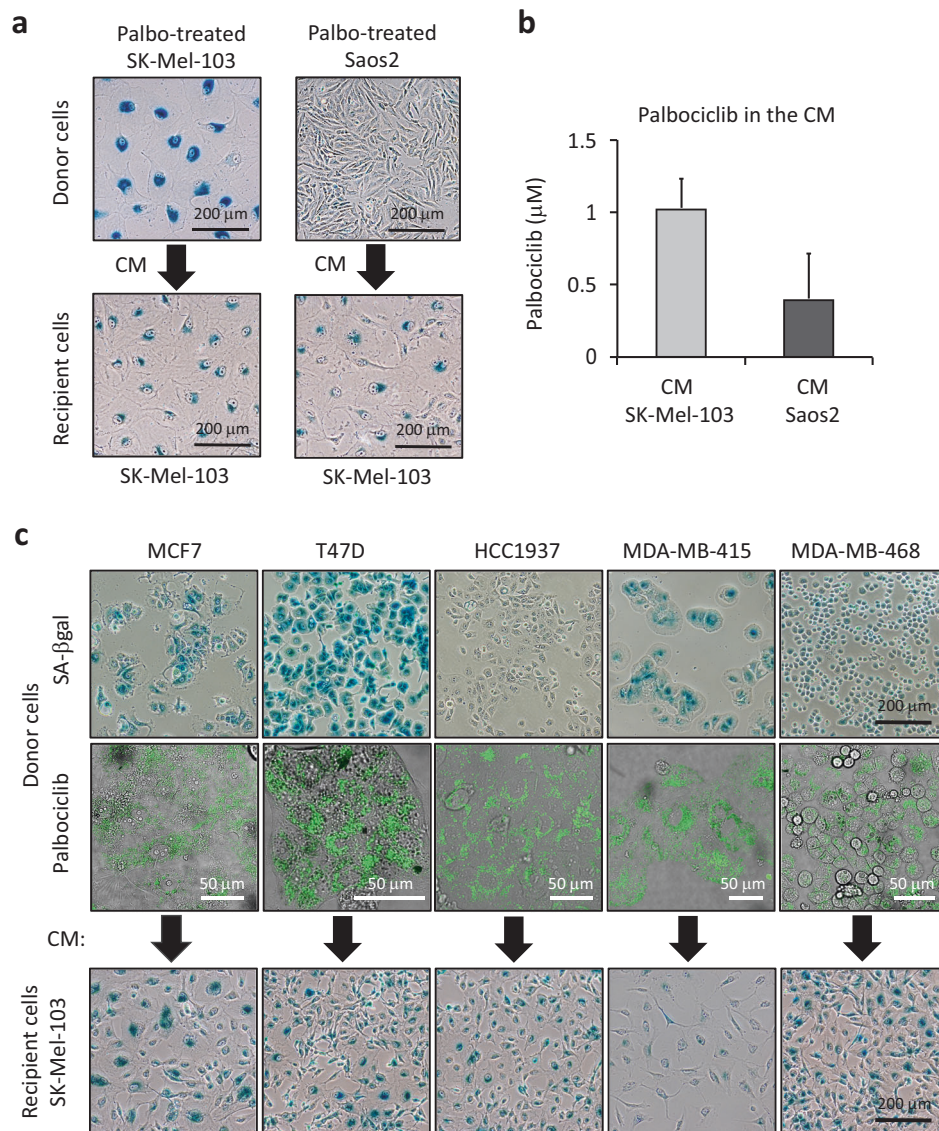 a
Palbo-treated
SK-Mel-103
Palbo-treated
Saos2
Donor cells
200 μm
200 μm
CM
CM
Recipient cells
200 μm
200 μm
SK-Mel-103
SK-Mel-103
b
Palbociclib in the CM
Palbociclib (μM)
1.5
1
0.5
0
CM
SK-Mel-103
CM
Saos2
c
MCF7
T47D
HCC1937
MDA-MB-415
MDA-MB-468
Donor cells
SA-βgal
200 μm
Palbociclib
50 μm
50 μm
50 μm
50 μm
50 μm
CM:
Recipient cells
SK-Mel-103
200 μm